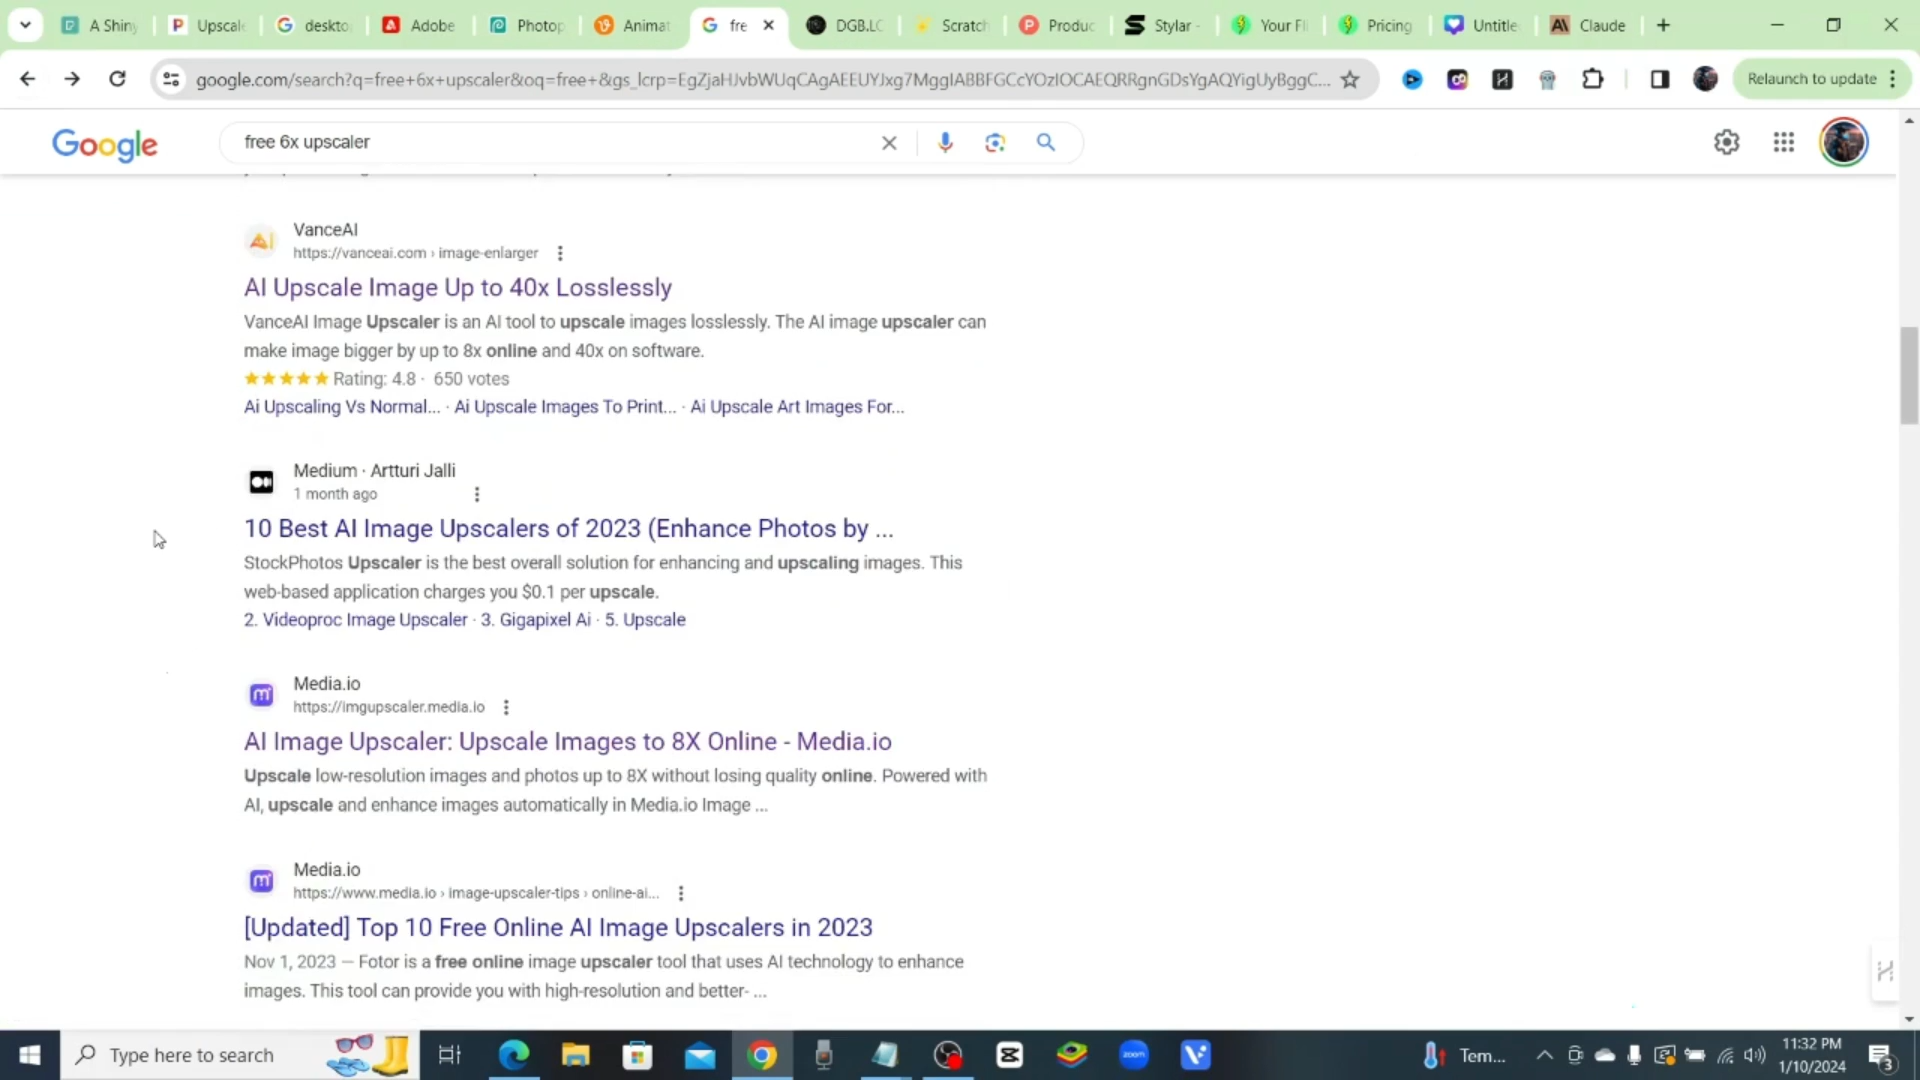 A Shiny
Upscale
deskto
Adobe
Photop
Animat
fre
DGB.LC
Scratch
Produc
Stylar -
Your Fl
Pricing
Untitle
Claude
google.com/search?q=free+6x+upscaler&oq=free+&gs_lcrp=EgZjaHJvbWUqCAgAEEUYJxg7MggIABBFGCcYOzIOCAEQRRgnGDsYgAQYigUyBggC...
Relaunch to update
Google
free 6x upscaler
VanceAI
https://vanceai.com › image-enlarger
AI Upscale Image Up to 40x Losslessly
VanceAI Image Upscaler is an AI tool to upscale images losslessly. The AI image upscaler can
make image bigger by up to 8x online and 40x on software.
Rating: 4.8 · 650 votes
Ai Upscaling Vs Normal... · Ai Upscale Images To Print... · Ai Upscale Art Images For...
Medium · Artturi Jalli
1 month ago
10 Best AI Image Upscalers of 2023 (Enhance Photos by ...
StockPhotos Upscaler is the best overall solution for enhancing and upscaling images. This
web-based application charges you $0.1 per upscale.
2. Videoproc Image Upscaler · 3. Gigapixel Ai · 5. Upscale
Media.io
https://imgupscaler.media.io
AI Image Upscaler: Upscale Images to 8X Online - Media.io
Upscale low-resolution images and photos up to 8X without losing quality online. Powered with
AI, upscale and enhance images automatically in Media.io Image ...
Media.io
https://www.media.io › image-upscaler-tips › online-ai...
[Updated] Top 10 Free Online AI Image Upscalers in 2023
Nov 1, 2023 — Fotor is a free online image upscaler tool that uses AI technology to enhance
images. This tool can provide you with high-resolution and better- ...
Type here to search
zoom
Tem...
11:32 PM
1/10/2024
3